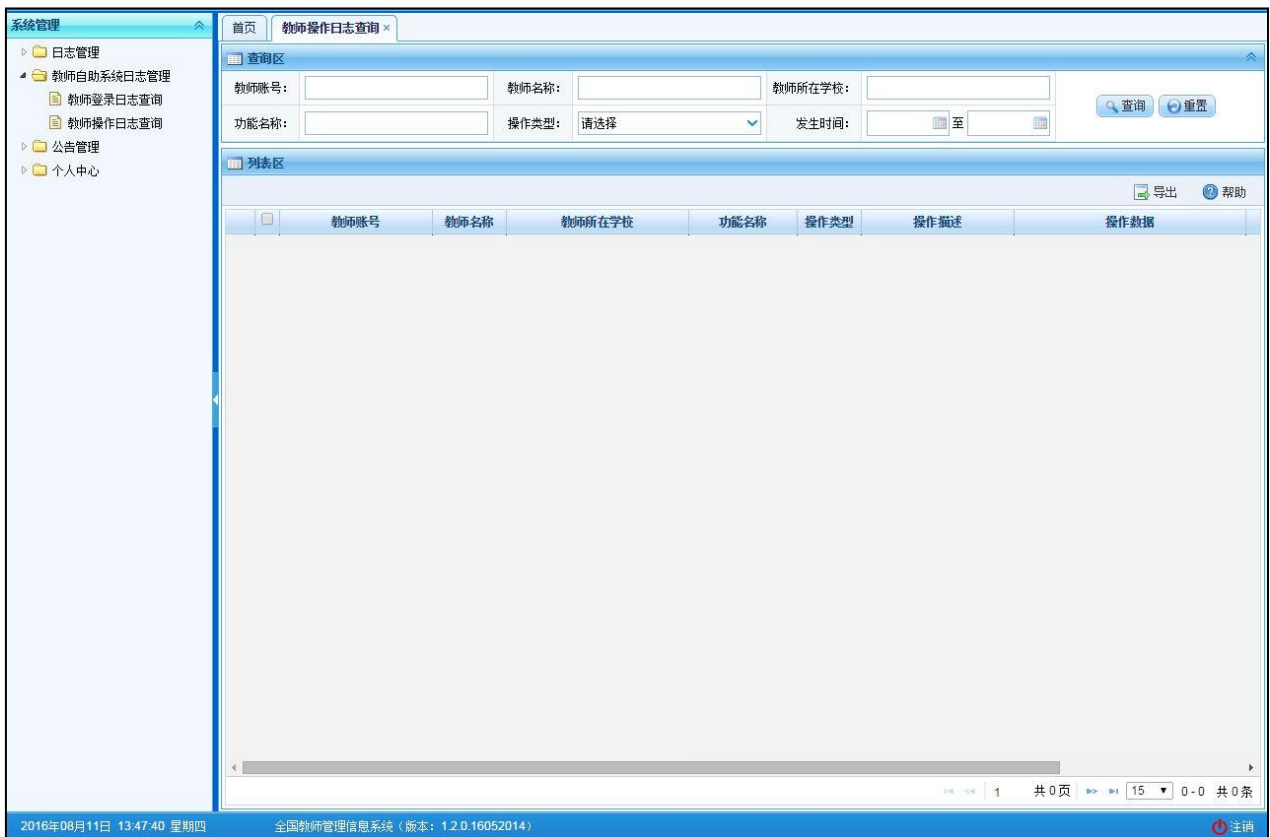 系统管理
日志管理
教师自助系统日志管理
教师登录日志查询
教师操作日志查询
公告管理
个人中心
首页 教师操作日志查询 ×
查询区
教师账号: 教师名称: 教师所在学校:
查询 重置
功能名称: 操作类型: 请选择 发生时间: 至
列表区
导出 帮助
教师账号 教师名称 教师所在学校 功能名称 操作类型 操作描述 操作数据
1 共0页 15 0-0 共0条
2016年08月11日 13:47:40 星期四 全国教师管理信息系统(版本:1.2.0.16052014) 注销